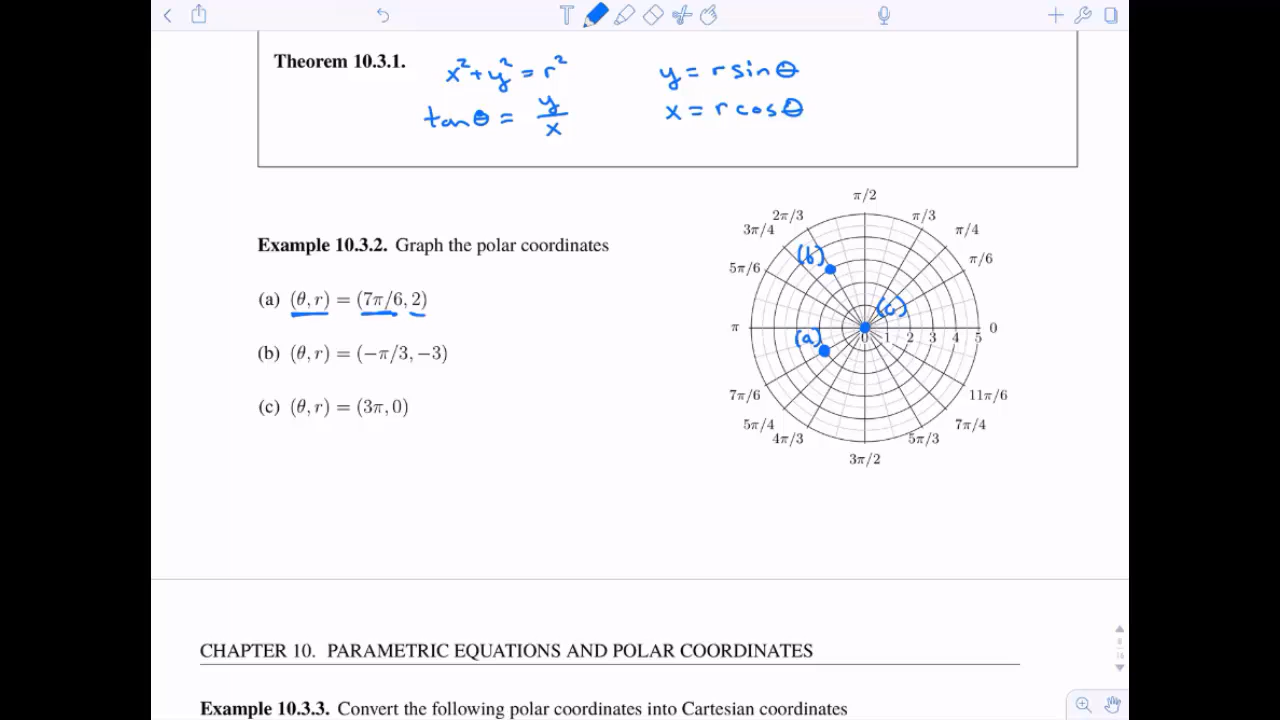 Theorem 10.3.1. x² + y² = r² y = r sin θ
tan θ = y/x x = r cos θ
π/2
2π/3 π/3
3π/4 π/4
Example 10.3.2. Graph the polar coordinates
(b)
5π/6 π/6
(a) (θ, r) = (7π/6, 2)
(c)
π 0
(a) 0 1 2 3 4 5
(b) (θ, r) = (−π/3, −3)
7π/6 11π/6
(c) (θ, r) = (3π, 0)
5π/4 7π/4
4π/3 5π/3
3π/2
CHAPTER 10. PARAMETRIC EQUATIONS AND POLAR COORDINATES
Example 10.3.3. Convert the following polar coordinates into Cartesian coordinates